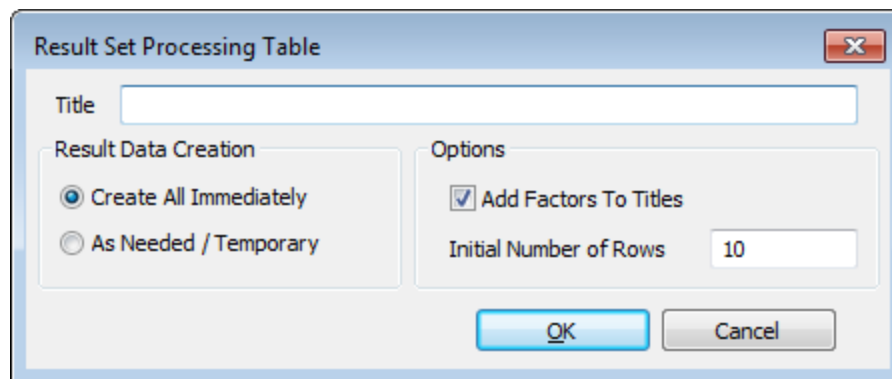 Result Set Processing Table
Title
Result Data Creation
Create All Immediately
As Needed / Temporary
Options
Add Factors To Titles
Initial Number of Rows 10
OK Cancel